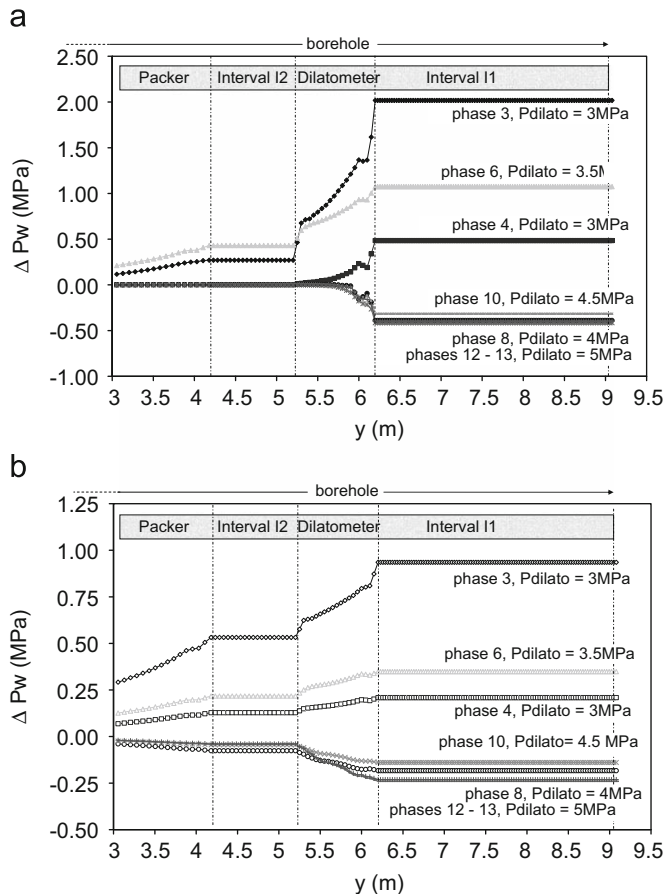 a
borehole
Packer Interval I2 Dilatometer Interval I1
2.50
2.00
1.50
1.00
0.50
0.00
-0.50
-1.00
Δ Pw (MPa)
phase 3, Pdilato = 3MPa
phase 6, Pdilato = 3.5M
phase 4, Pdilato = 3MPa
phase 10, Pdilato = 4.5MPa
phase 8, Pdilato = 4MPa
phases 12 - 13, Pdilato = 5MPa
3 3.5 4 4.5 5 5.5 6 6.5 7 7.5 8 8.5 9 9.5
y (m)
b
borehole
Packer Interval I2 Dilatometer Interval I1
1.25
1.00
0.75
0.50
0.25
0.00
-0.25
-0.50
Δ Pw (MPa)
phase 3, Pdilato = 3MPa
phase 6, Pdilato = 3.5MPa
phase 4, Pdilato = 3MPa
phase 10, Pdilato= 4.5 MPa
phase 8, Pdilato = 4MPa
phases 12 - 13, Pdilato = 5MPa
3 3.5 4 4.5 5 5.5 6 6.5 7 7.5 8 8.5 9 9.5
y (m)